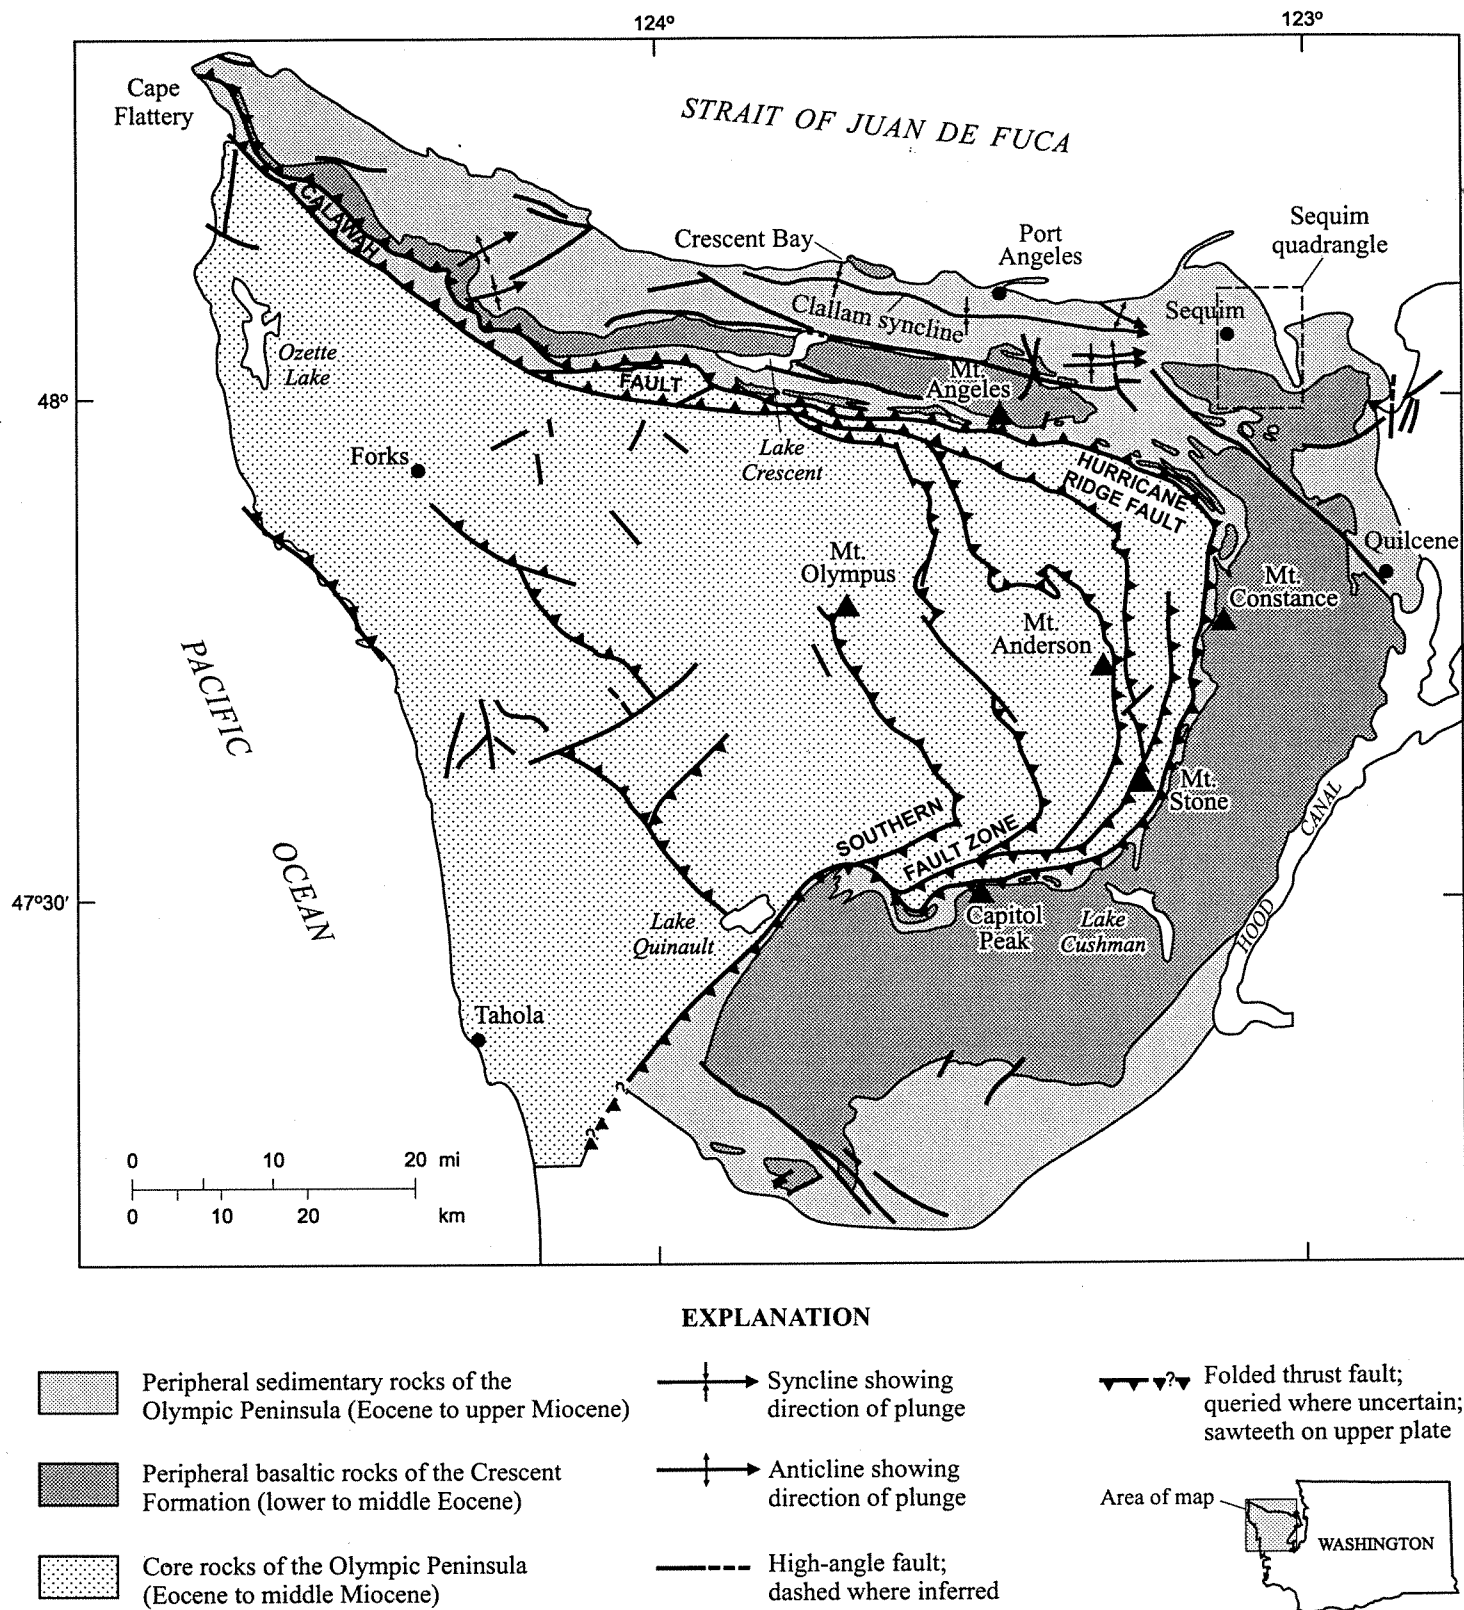 124º
123º
Cape
Flattery
STRAIT OF JUAN DE FUCA
Sequim
quadrangle
Crescent Bay
Port
Angeles
CALAWAH
Clallam syncline
Sequim
Ozette
Lake
FAULT
Mt.
Angeles
48º
Lake
Crescent
Forks
HURRICANE
RIDGE FAULT
Quilcene
Mt.
Olympus
Mt.
Constance
Mt.
Anderson
PACIFIC
OCEAN
Mt.
Stone
SOUTHERN
FAULT ZONE
CANAL
HOOD
47º30'
Lake
Quinault
Capitol
Peak
Lake
Cushman
Tahola
?
?
0 10 20 mi
0 10 20 km
EXPLANATION
Peripheral sedimentary rocks of the
Olympic Peninsula (Eocene to upper Miocene)
Peripheral basaltic rocks of the Crescent
Formation (lower to middle Eocene)
Core rocks of the Olympic Peninsula
(Eocene to middle Miocene)
Syncline showing
direction of plunge
Anticline showing
direction of plunge
High-angle fault;
dashed where inferred
?
Folded thrust fault;
queried where uncertain;
sawteeth on upper plate
Area of map
WASHINGTON